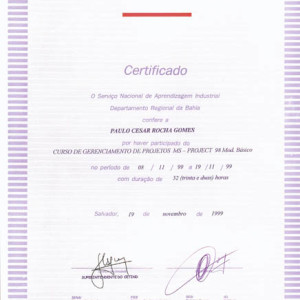 Certificado
O Serviço Nacional de Aprendizagem Industrial
Departamento Regional da Bahia
confere a
PAULO CESAR ROCHA GOMES
por haver participado do
CURSO DE GERENCIAMENTO DE PROJETOS MS - PROJECT 98 Mod. Básico
no período de 08 / 11 / 99 a 19 / 11 / 99
com duração de 32 (trinta e duas) horas
Salvador, 19 de novembro de 1999